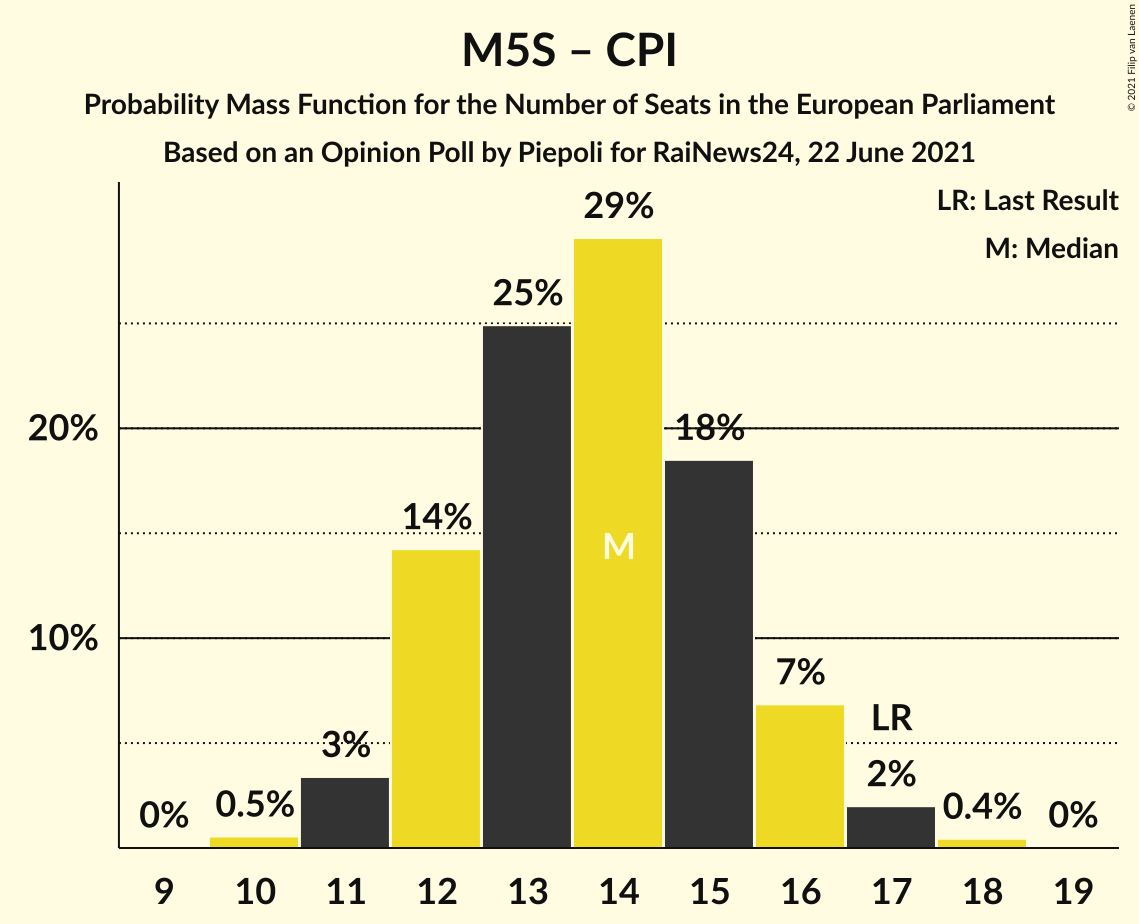 M5S – CPI
Probability Mass Function for the Number of Seats in the European Parliament
Based on an Opinion Poll by Piepoli for RaiNews24, 22 June 2021
© 2021 Filip van Laenen
LR: Last Result
M: Median
29%
25%
20%
18%
14%
M
10%
7%
LR
3%
2%
0%
0.5%
0.4%
0%
9 10 11 12 13 14 15 16 17 18 19